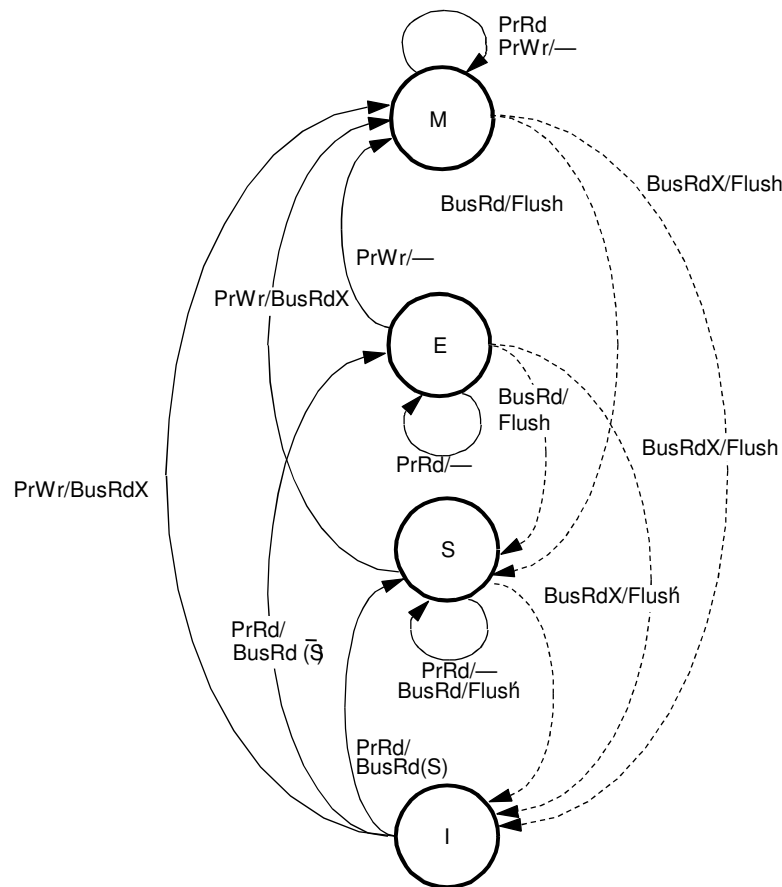 PrRd
PrWr/—
M
BusRdX/Flush
BusRd/Flush
PrWr/—
PrWr/BusRdX
E
BusRd/
Flush
BusRdX/Flush
PrRd/—
PrWr/BusRdX
S
BusRdX/Flush'
PrRd/
BusRd (S̄)
PrRd/—
BusRd/Flush'
PrRd/
BusRd(S)
I